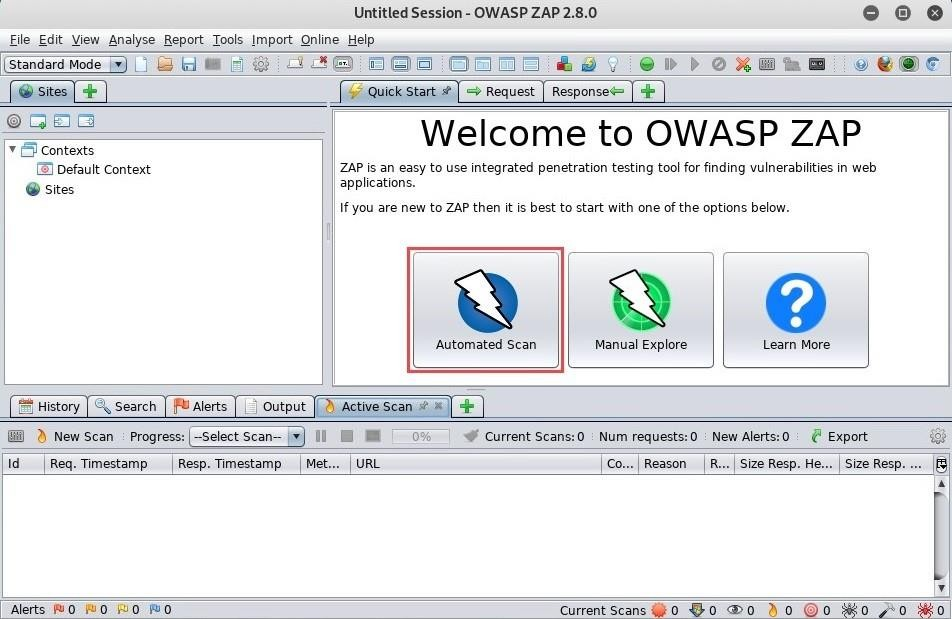 Untitled Session - OWASP ZAP 2.8.0
File Edit View Analyse Report Tools Import Online Help
Standard Mode
Sites
Quick Start Request Response
Contexts
Default Context
Sites
Welcome to OWASP ZAP
ZAP is an easy to use integrated penetration testing tool for finding vulnerabilities in web
applications.
If you are new to ZAP then it is best to start with one of the options below.
Automated Scan Manual Explore Learn More
History Search Alerts Output Active Scan
New Scan Progress: --Select Scan-- 0% Current Scans: 0 Num requests: 0 New Alerts: 0 Export
Id Req. Timestamp Resp. Timestamp Met... URL Co... Reason R... Size Resp. He... Size Resp. ...
Alerts 0 0 0 0 Current Scans 0 0 0 0 0 0 0 0